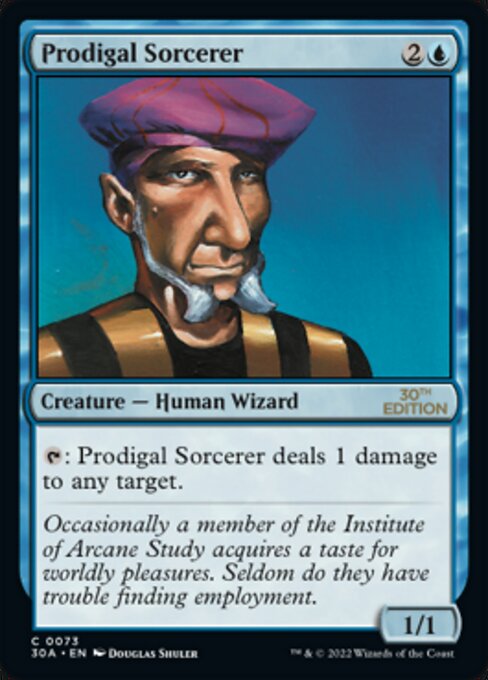 Prodigal Sorcerer 2
Creature — Human Wizard
30TH
EDITION
: Prodigal Sorcerer deals 1 damage
to any target.
Occasionally a member of the Institute
of Arcane Study acquires a taste for
worldly pleasures. Seldom do they have
trouble finding employment.
1/1
C 0073
30A • EN Douglas Shuler
™ & © 2022 Wizards of the Coast